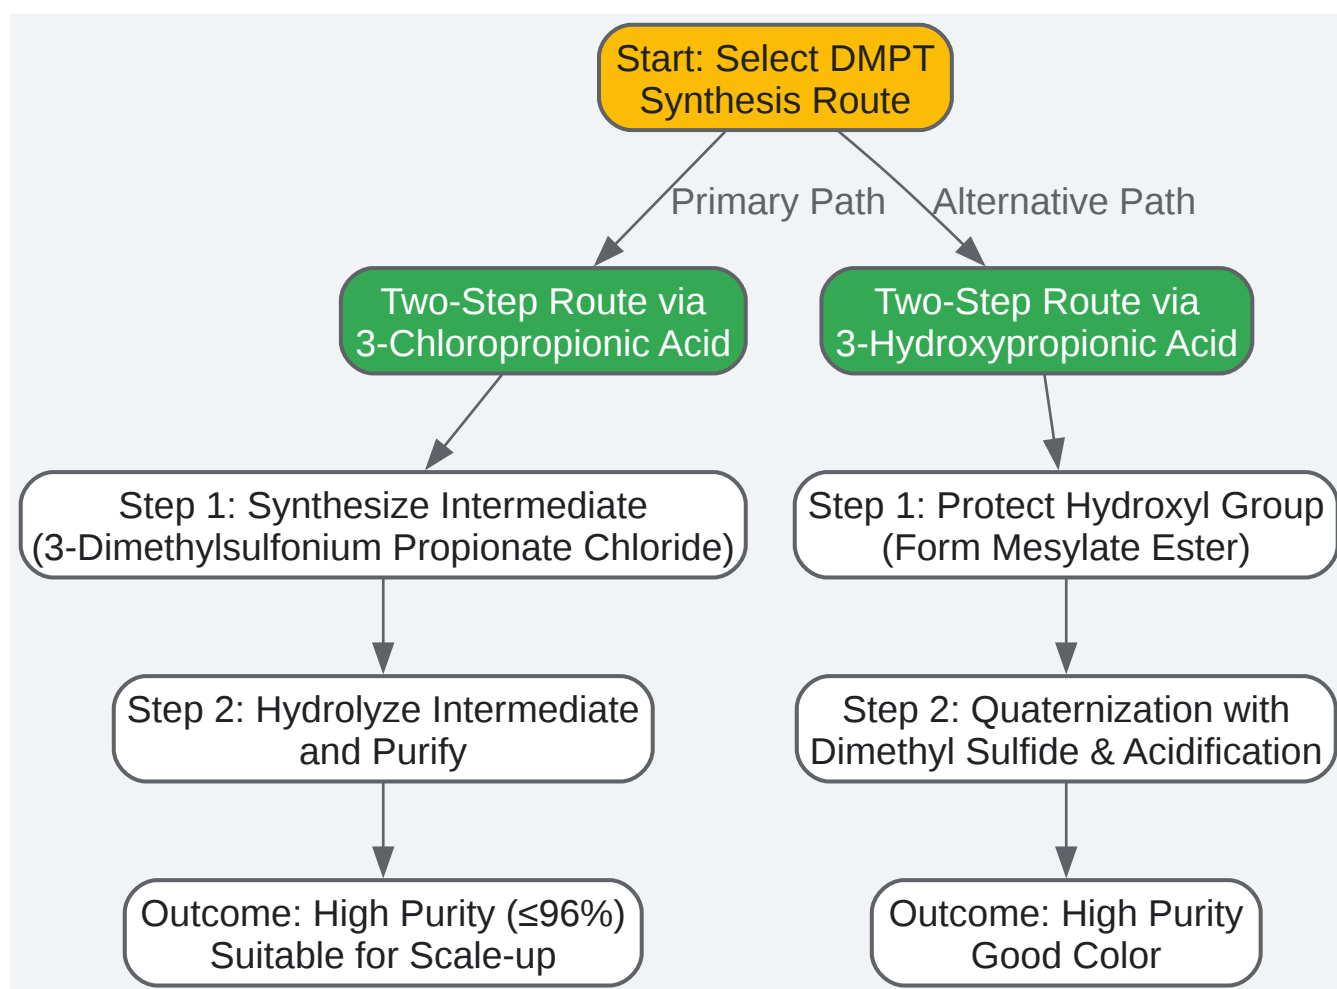 Start: Select DMPT
Synthesis Route
Primary Path
Alternative Path
Two-Step Route via
3-Chloropropionic Acid
Two-Step Route via
3-Hydroxypropionic Acid
Step 1: Synthesize Intermediate
(3-Dimethylsulfonium Propionate Chloride)
Step 1: Protect Hydroxyl Group
(Form Mesylate Ester)
Step 2: Hydrolyze Intermediate
and Purify
Step 2: Quaternization with
Dimethyl Sulfide & Acidification
Outcome: High Purity (≤96%)
Suitable for Scale-up
Outcome: High Purity
Good Color